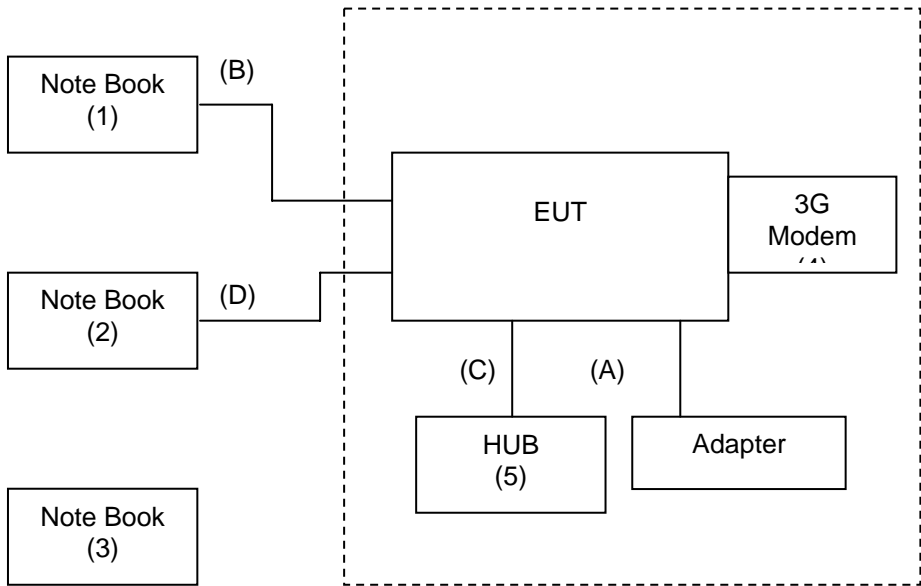 Note Book
(1)
(B)
EUT
3G
Modem
Note Book
(2)
(D)
(C)
(A)
HUB
(5)
Adapter
Note Book
(3)